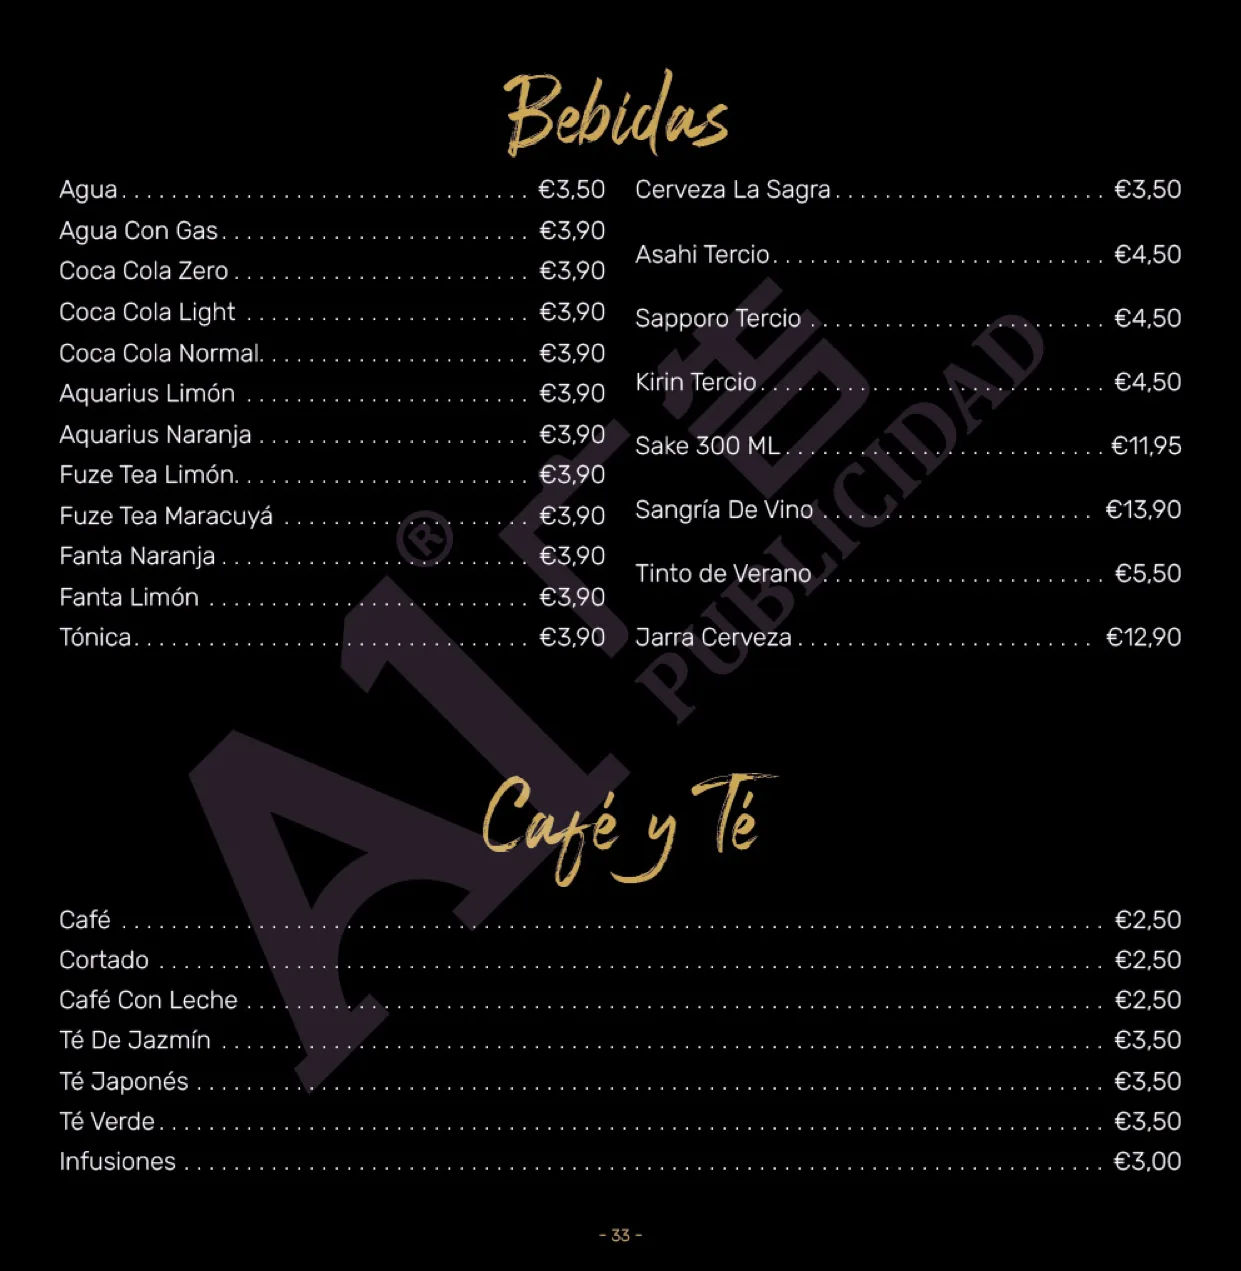 Bebidas
Agua €3,50
Agua Con Gas €3,90
Coca Cola Zero €3,90
Coca Cola Light €3,90
Coca Cola Normal €3,90
Aquarius Limón €3,90
Aquarius Naranja €3,90
Fuze Tea Limón €3,90
Fuze Tea Maracuyá €3,90
Fanta Naranja €3,90
Fanta Limón €3,90
Tónica €3,90
Cerveza La Sagra €3,50
Asahi Tercio €4,50
Sapporo Tercio €4,50
Kirin Tercio €4,50
Sake 300 ML €11,95
Sangría De Vino €13,90
Tinto de Verano €5,50
Jarra Cerveza €12,90
A1® 广告
PUBLICIDAD
Café y Té
Café €2,50
Cortado €2,50
Café Con Leche €2,50
Té De Jazmín €3,50
Té Japonés €3,50
Té Verde €3,50
Infusiones €3,00
- 33 -